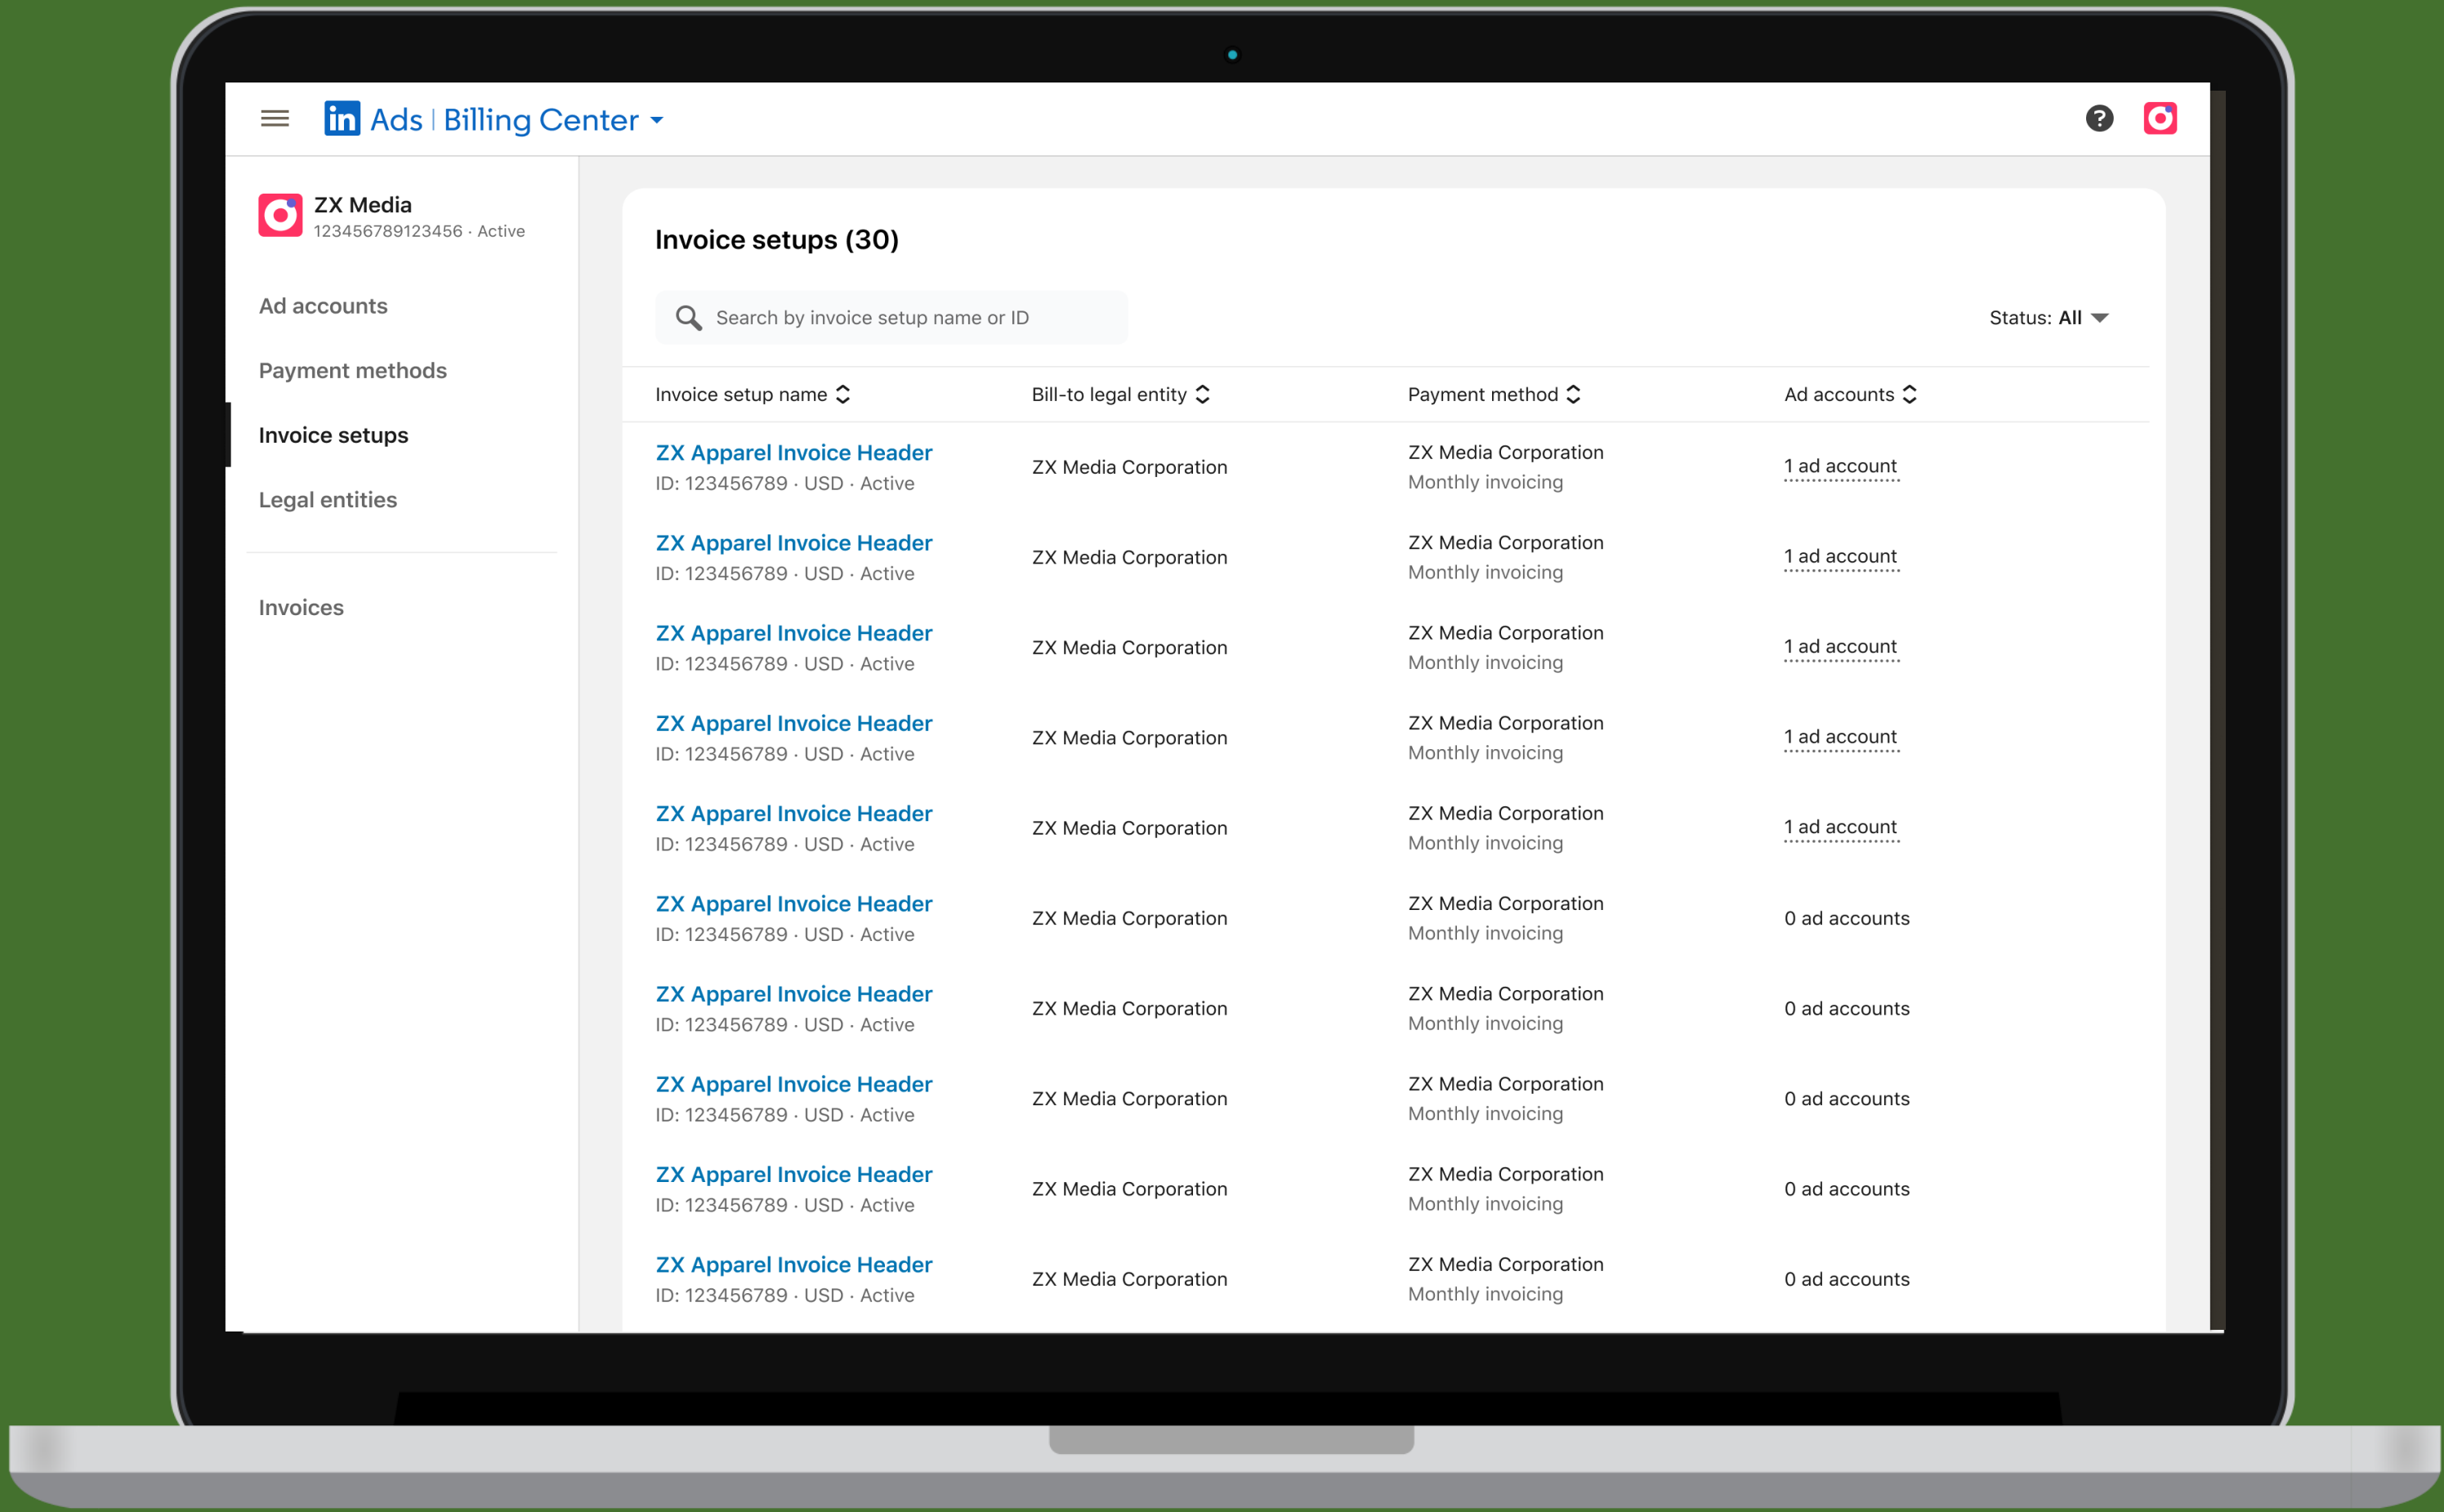 in Ads | Billing Center
?
ZX Media
123456789123456 · Active
Ad accounts
Payment methods
Invoice setups
Legal entities
Invoices
Invoice setups (30)
Search by invoice setup name or ID
Status: All
Invoice setup name Bill-to legal entity Payment method Ad accounts
ZX Apparel Invoice Header
ID: 123456789 · USD · Active
ZX Media Corporation
ZX Media Corporation
Monthly invoicing
1 ad account
ZX Apparel Invoice Header
ID: 123456789 · USD · Active
ZX Media Corporation
ZX Media Corporation
Monthly invoicing
1 ad account
ZX Apparel Invoice Header
ID: 123456789 · USD · Active
ZX Media Corporation
ZX Media Corporation
Monthly invoicing
1 ad account
ZX Apparel Invoice Header
ID: 123456789 · USD · Active
ZX Media Corporation
ZX Media Corporation
Monthly invoicing
1 ad account
ZX Apparel Invoice Header
ID: 123456789 · USD · Active
ZX Media Corporation
ZX Media Corporation
Monthly invoicing
1 ad account
ZX Apparel Invoice Header
ID: 123456789 · USD · Active
ZX Media Corporation
ZX Media Corporation
Monthly invoicing
0 ad accounts
ZX Apparel Invoice Header
ID: 123456789 · USD · Active
ZX Media Corporation
ZX Media Corporation
Monthly invoicing
0 ad accounts
ZX Apparel Invoice Header
ID: 123456789 · USD · Active
ZX Media Corporation
ZX Media Corporation
Monthly invoicing
0 ad accounts
ZX Apparel Invoice Header
ID: 123456789 · USD · Active
ZX Media Corporation
ZX Media Corporation
Monthly invoicing
0 ad accounts
ZX Apparel Invoice Header
ID: 123456789 · USD · Active
ZX Media Corporation
ZX Media Corporation
Monthly invoicing
0 ad accounts